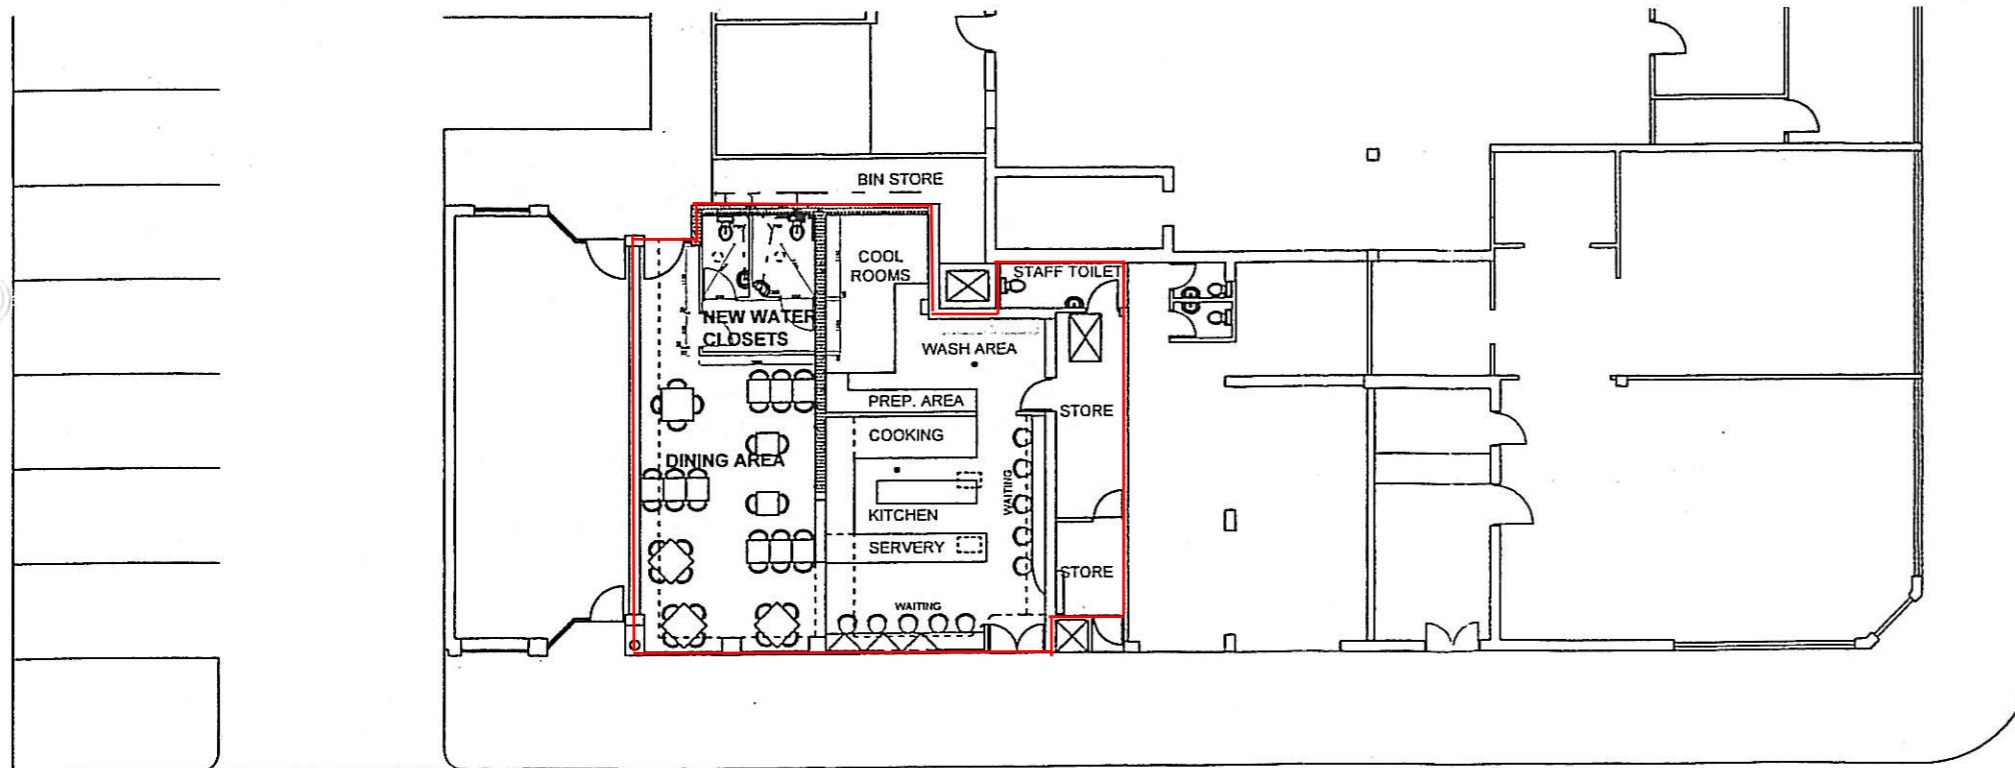 BIN STORE
COOL
ROOMS
STAFF TOILET
NEW WATER
CLOSETS
WASH AREA
PREP. AREA
STORE
COOKING
DINING AREA
WAITING
KITCHEN
SERVERY
STORE
WAITING